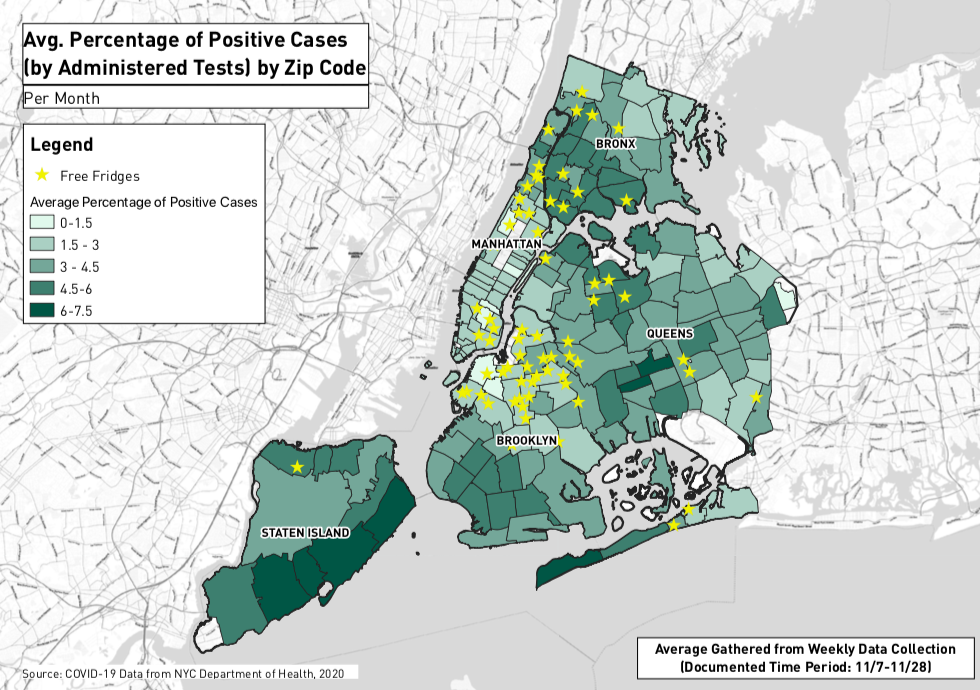 Avg. Percentage of Positive Cases
(by Administered Tests) by Zip Code
Per Month
Legend
Free Fridges
Average Percentage of Positive Cases
0-1.5
1.5 - 3
3 - 4.5
4.5-6
6-7.5
BRONX
MANHATTAN
QUEENS
BROOKLYN
STATEN ISLAND
Average Gathered from Weekly Data Collection
(Documented Time Period: 11/7-11/28)
Source: COVID-19 Data from NYC Department of Health, 2020